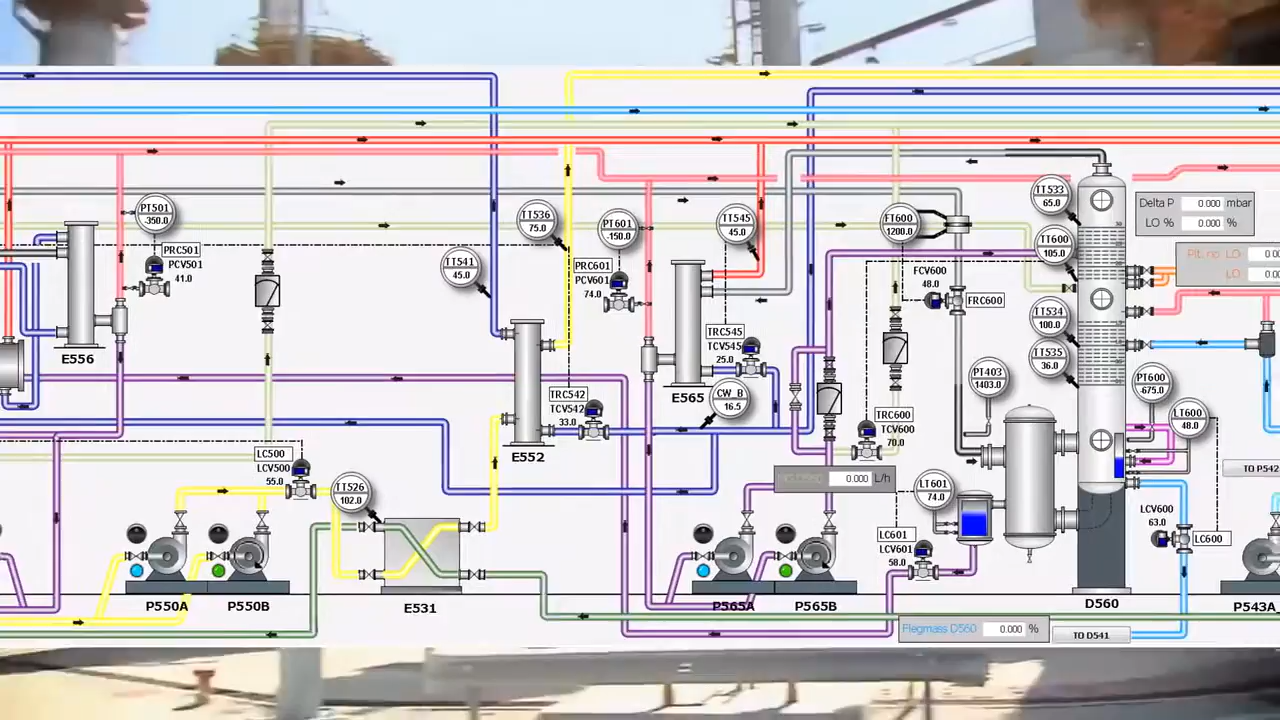 PT501
-350.0
PRC501
PCV501
41.0
E556
TT541
45.0
TT536
75.0
PT601
-150.0
PRC601
PCV601
74.0
TT545
45.0
TRC545
TCV545
25.0
E565
CW_B
16.5
TRC542
TCV542
33.0
E552
LC500
LCV500
55.0
TT526
102.0
E531
P550A
P550B
FT600
1200.0
FCV600
48.0
FRC600
PT403
1403.0
TRC600
TCV600
70.0
0.000 L/h
LT601
74.0
LC601
LCV601
58.0
P565A
P565B
TT533
65.0
TT600
105.0
TT534
100.0
TT535
36.0
Delta P 0.000 mbar
LO % 0.000 %
Pit. no LO
LO
PT600
-675.0
LT600
48.0
LCV600
63.0
LC600
TO P542
D560
P543A
Flegmass D560 0.000 %
TO D541